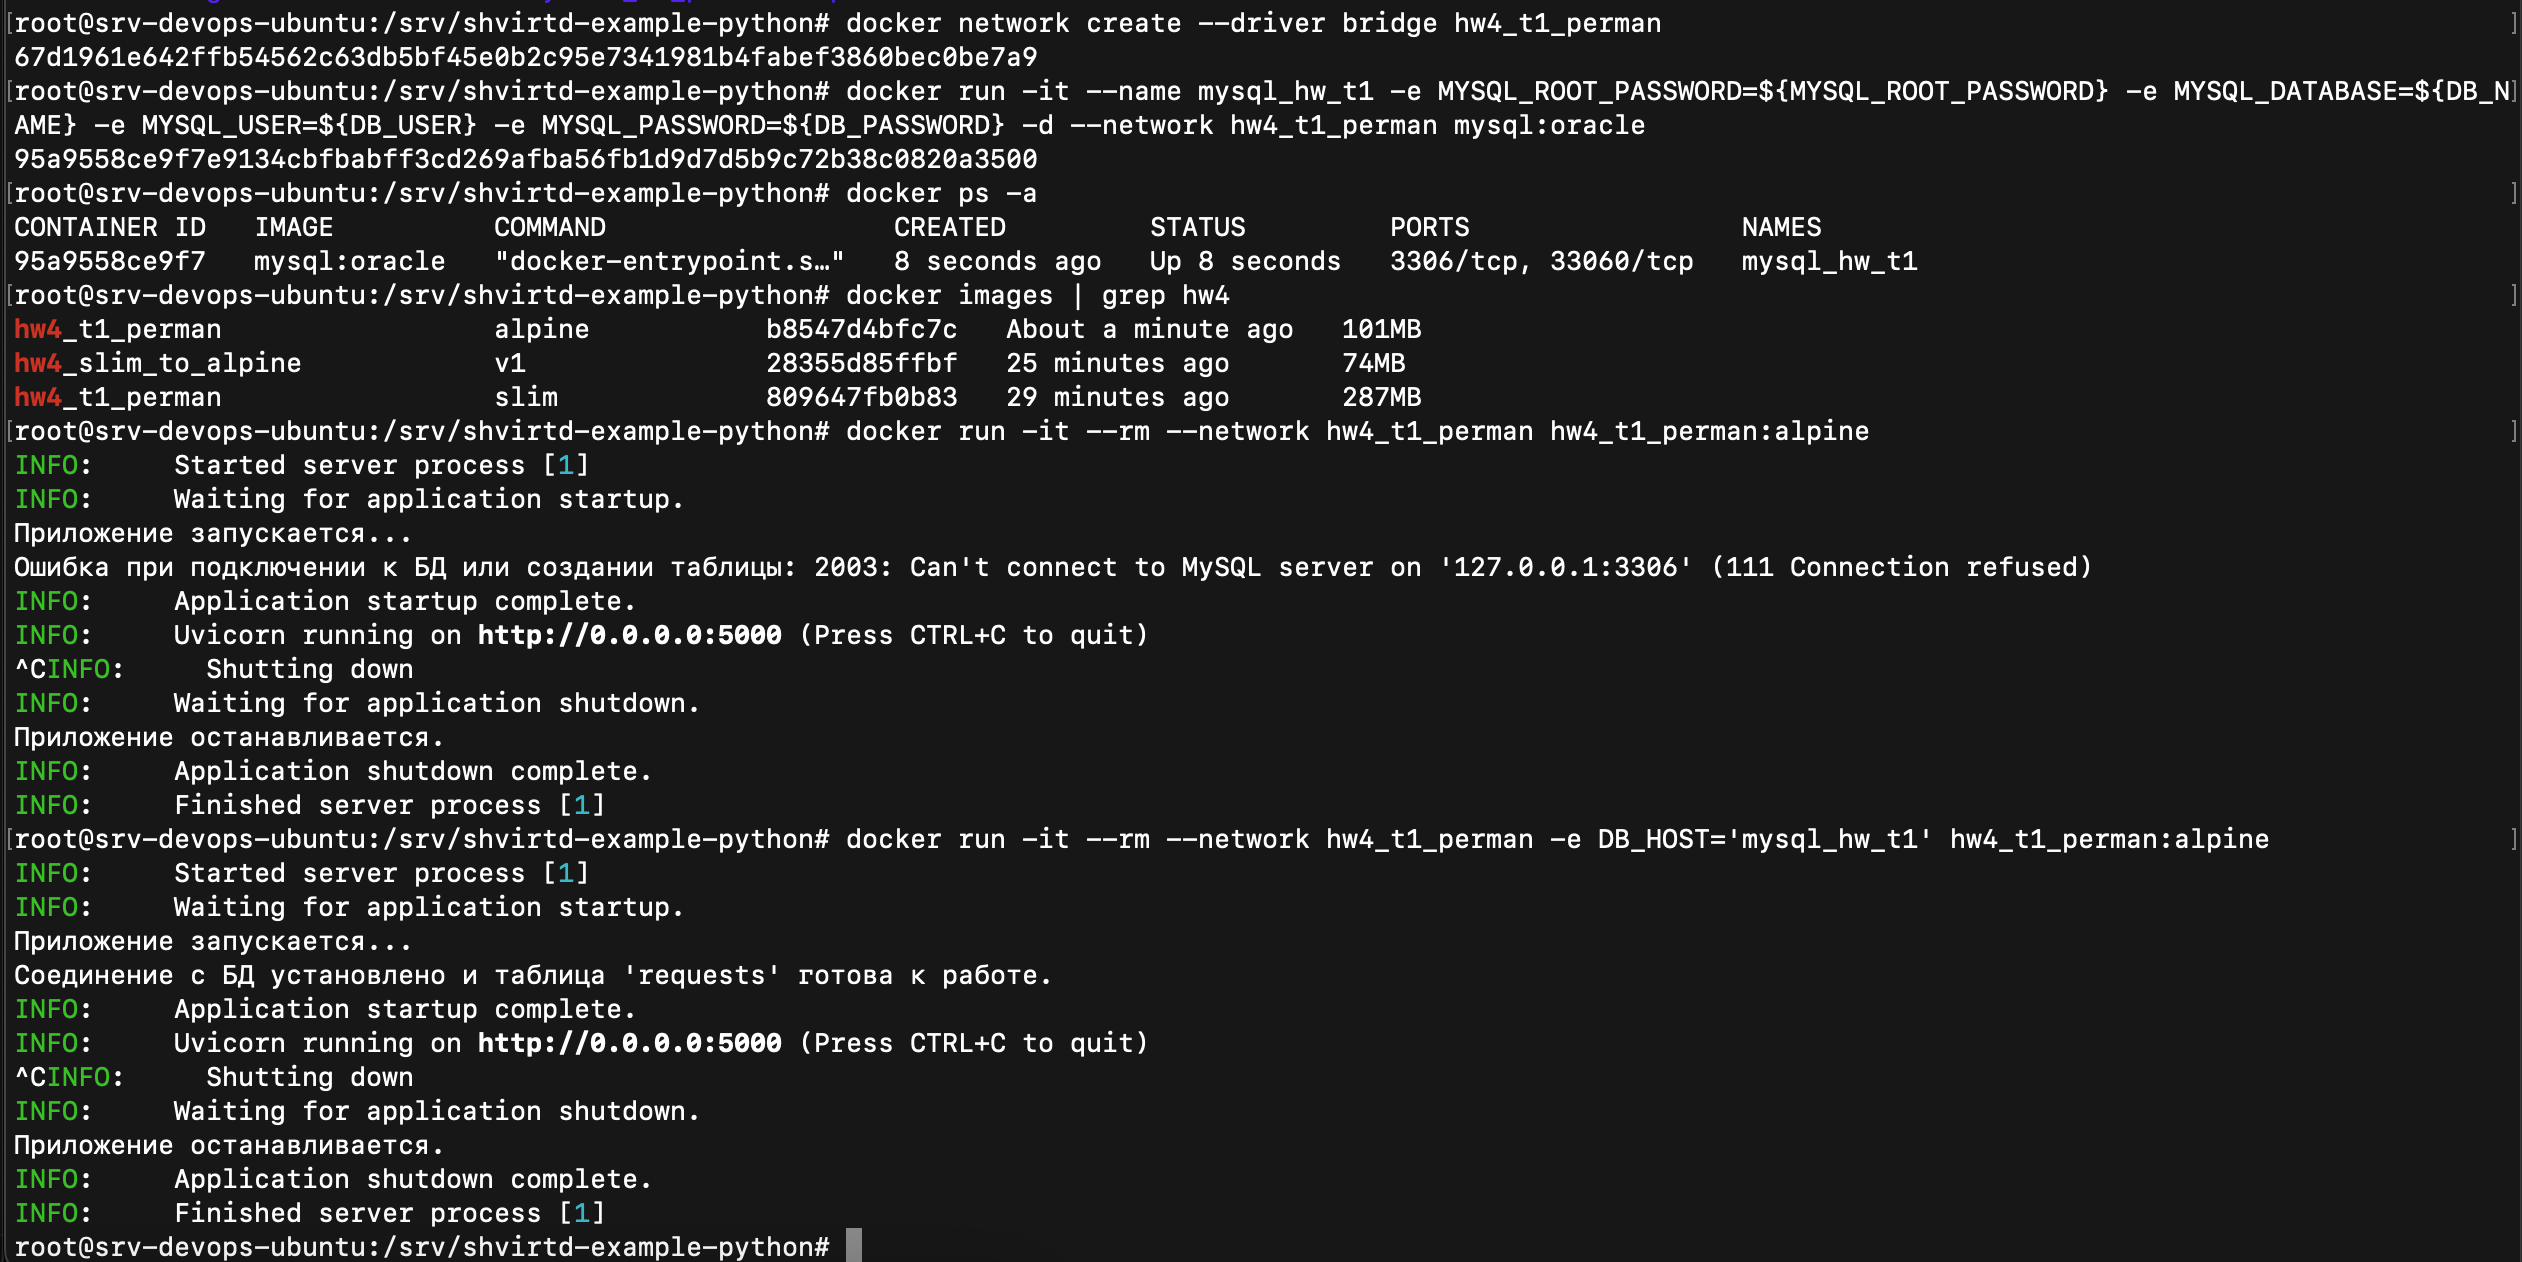 [root@srv-devops-ubuntu:/srv/shvirtd-example-python# docker network create --driver bridge hw4_t1_perman ]
67d1961e642ffb54562c63db5bf45e0b2c95e7341981b4fabef3860bec0be7a9
[root@srv-devops-ubuntu:/srv/shvirtd-example-python# docker run -it --name mysql_hw_t1 -e MYSQL_ROOT_PASSWORD=${MYSQL_ROOT_PASSWORD} -e MYSQL_DATABASE=${DB_N]
AME} -e MYSQL_USER=${DB_USER} -e MYSQL_PASSWORD=${DB_PASSWORD} -d --network hw4_t1_perman mysql:oracle
95a9558ce9f7e9134cbfbabff3cd269afba56fb1d9d7d5b9c72b38c0820a3500
[root@srv-devops-ubuntu:/srv/shvirtd-example-python# docker ps -a ]
CONTAINER ID   IMAGE          COMMAND                  CREATED         STATUS         PORTS                 NAMES
95a9558ce9f7   mysql:oracle   "docker-entrypoint.s…"   8 seconds ago   Up 8 seconds   3306/tcp, 33060/tcp   mysql_hw_t1
[root@srv-devops-ubuntu:/srv/shvirtd-example-python# docker images | grep hw4 ]
hw4_t1_perman                 alpine           b8547d4bfc7c   About a minute ago   101MB
hw4_slim_to_alpine            v1               28355d85ffbf   25 minutes ago       74MB
hw4_t1_perman                 slim             809647fb0b83   29 minutes ago       287MB
[root@srv-devops-ubuntu:/srv/shvirtd-example-python# docker run -it --rm --network hw4_t1_perman hw4_t1_perman:alpine ]
INFO:     Started server process [1]
INFO:     Waiting for application startup.
Приложение запускается...
Ошибка при подключении к БД или создании таблицы: 2003: Can't connect to MySQL server on '127.0.0.1:3306' (111 Connection refused)
INFO:     Application startup complete.
INFO:     Uvicorn running on http://0.0.0.0:5000 (Press CTRL+C to quit)
^CINFO:     Shutting down
INFO:     Waiting for application shutdown.
Приложение останавливается.
INFO:     Application shutdown complete.
INFO:     Finished server process [1]
[root@srv-devops-ubuntu:/srv/shvirtd-example-python# docker run -it --rm --network hw4_t1_perman -e DB_HOST='mysql_hw_t1' hw4_t1_perman:alpine ]
INFO:     Started server process [1]
INFO:     Waiting for application startup.
Приложение запускается...
Соединение с БД установлено и таблица 'requests' готова к работе.
INFO:     Application startup complete.
INFO:     Uvicorn running on http://0.0.0.0:5000 (Press CTRL+C to quit)
^CINFO:     Shutting down
INFO:     Waiting for application shutdown.
Приложение останавливается.
INFO:     Application shutdown complete.
INFO:     Finished server process [1]
root@srv-devops-ubuntu:/srv/shvirtd-example-python#